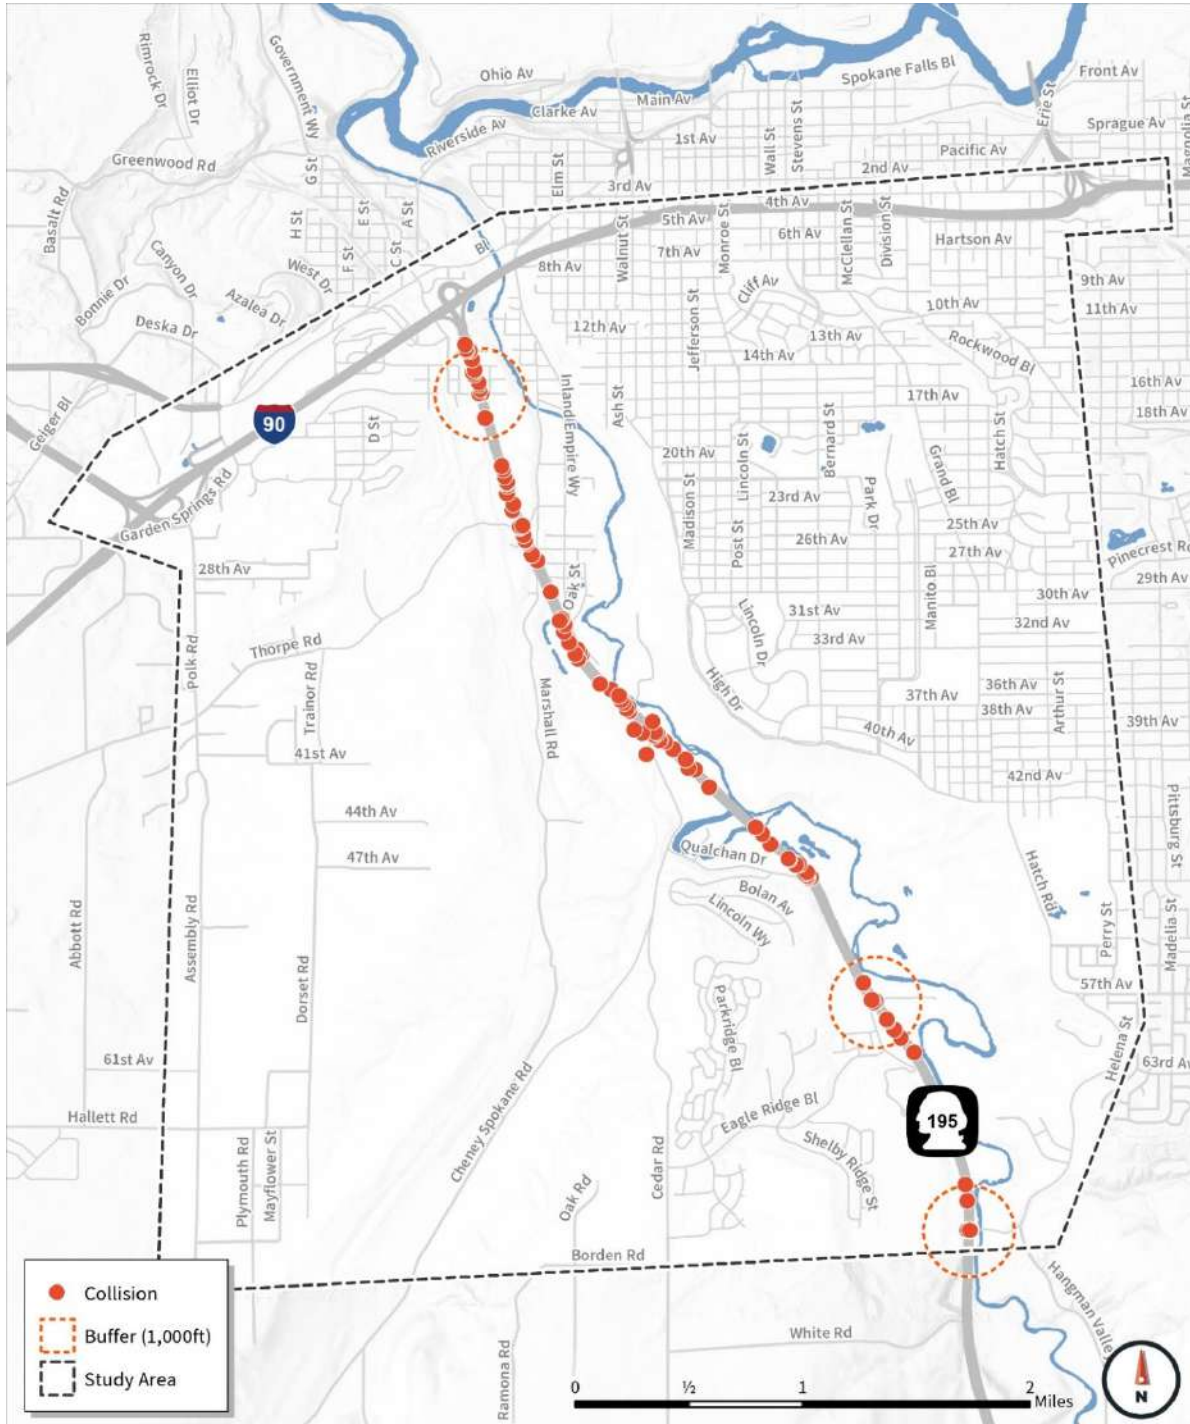 Rimrock Dr
Elliot Dr
Government Wy
Ohio Av
Clarke Av
Main Av
Spokane Falls Bl
Front Av
Erie St
Sprague Av
Magnolia St
Riverside Av
1st Av
Wall St
Stevens St
Pacific Av
2nd Av
Greenwood Rd
G St
Elm St
3rd Av
4th Av
5th Av
Basalt Rd
H St
E St
A St
F St
C St
Bl
Walnut St
7th Av
Monroe St
6th Av
McClellan St
Division St
Hartson Av
8th Av
Canyon Dr
West Dr
Bonnie Dr
Azalea Dr
Deska Dr
Cliff Av
9th Av
10th Av
11th Av
12th Av
Jefferson St
13th Av
14th Av
Rockwood Bl
16th Av
17th Av
18th Av
Geiger Bl
90
D St
Inland Empire Wy
Ash St
Bernard St
Hatch St
20th Av
Lincoln St
Grand Bl
Madison St
23rd Av
Park Dr
25th Av
Garden Springs Rd
Post St
26th Av
27th Av
Pinecrest Rd
28th Av
Oak St
29th Av
30th Av
Manito Bl
31st Av
32nd Av
33rd Av
Lincoln Dr
Polk Rd
Thorpe Rd
Trainor Rd
Marshall Rd
High Dr
36th Av
37th Av
Arthur St
38th Av
39th Av
40th Av
41st Av
42nd Av
44th Av
Pittsburg St
47th Av
Qualchan Dr
Bolan Av
Lincoln Wy
Hatch Rd
Abbott Rd
Assembly Rd
Perry St
Madelia St
Dorset Rd
57th Av
Parkridge Bl
Helena St
61st Av
63rd Av
Hallett Rd
Cheney Spokane Rd
Eagle Ridge Bl
195
Shelby Ridge St
Plymouth Rd
Mayflower St
Cedar Rd
Oak Rd
Borden Rd
Hangman Valley
White Rd
Ramona Rd
Collision
Buffer (1,000ft)
Study Area
0 ½ 1 2 Miles
N